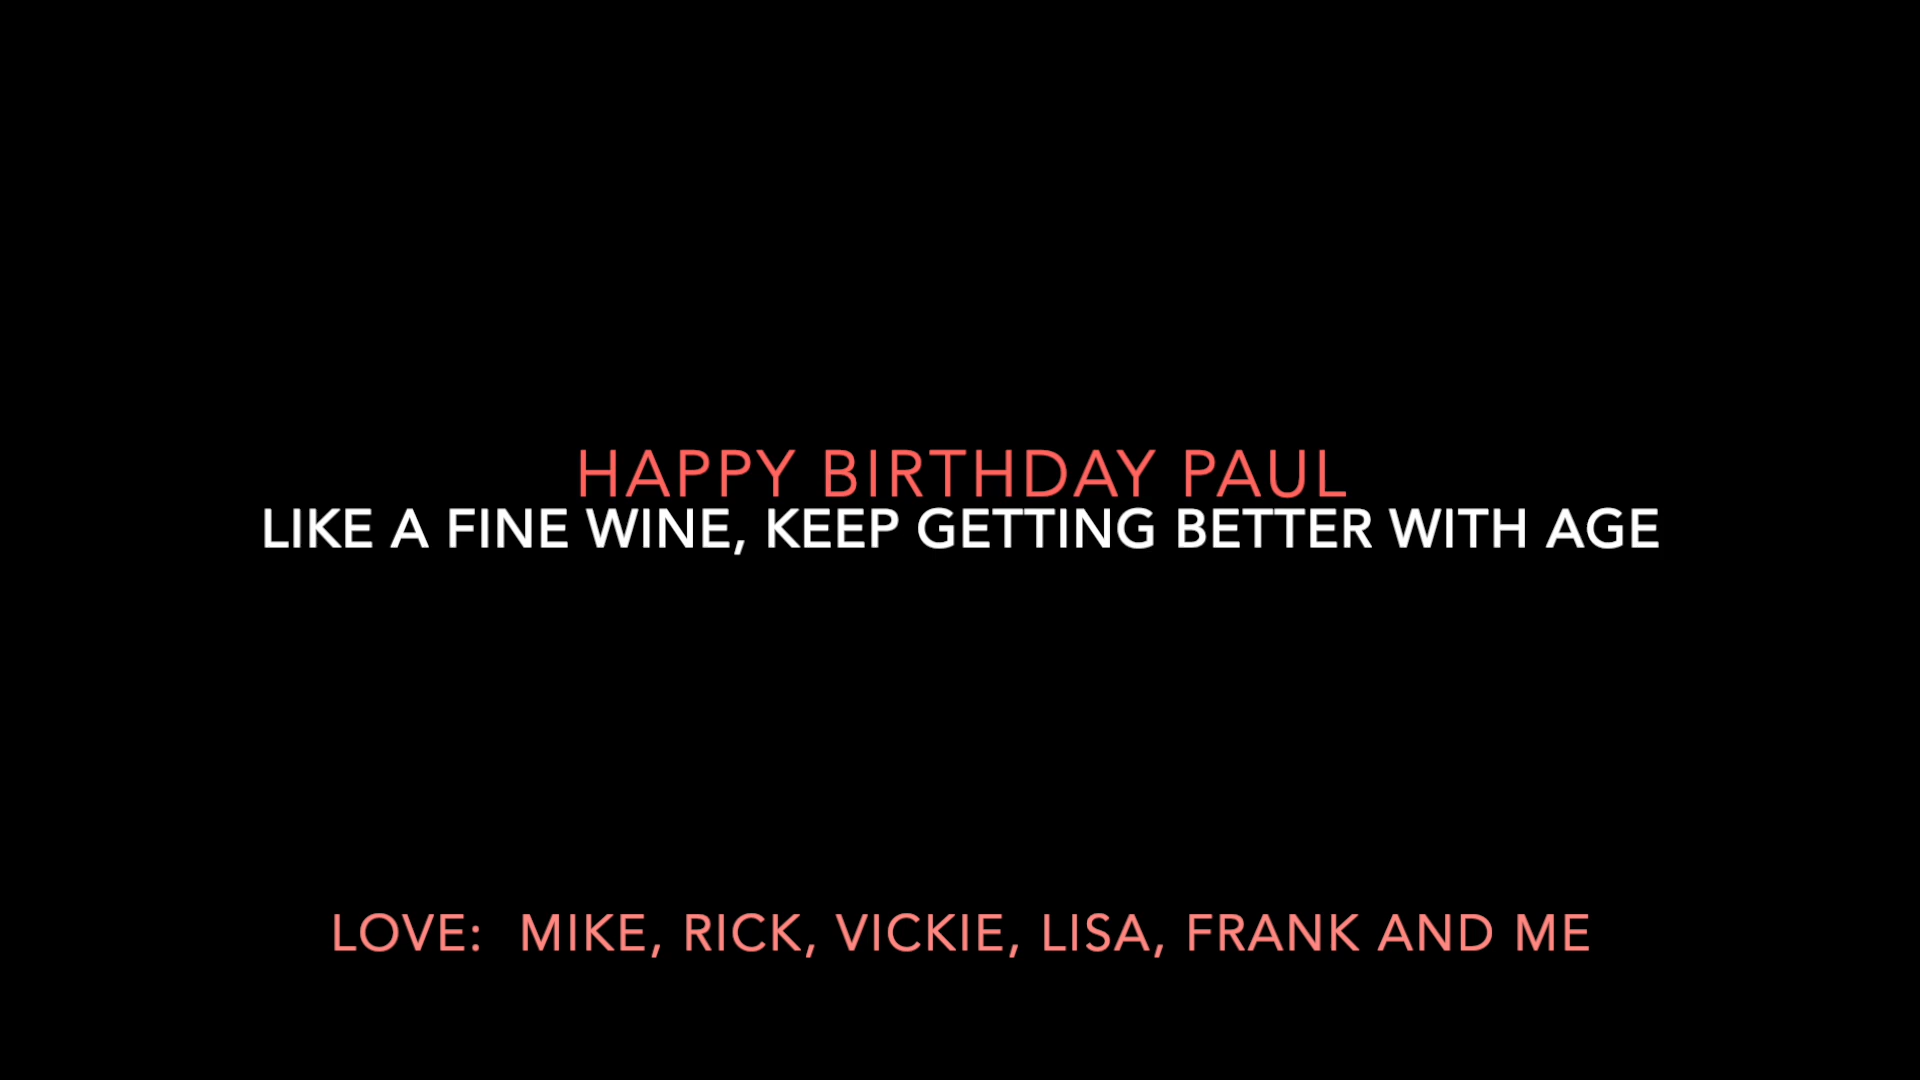 HAPPY BIRTHDAY PAUL
LIKE A FINE WINE, KEEP GETTING BETTER WITH AGE
LOVE:  MIKE, RICK, VICKIE, LISA, FRANK AND ME